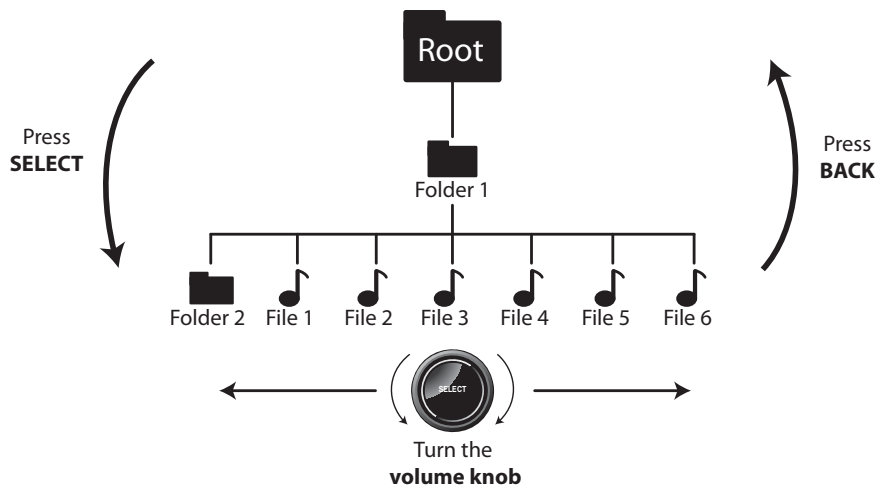 Root
Press
SELECT
Press
BACK
Folder 1
Folder 2
File 1
File 2
File 3
File 4
File 5
File 6
SELECT
Turn the
volume knob